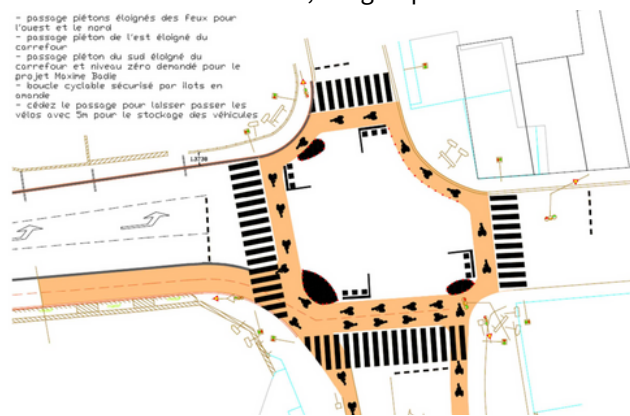 - passage piétons éloignés des feux pour
l'ouest et le nord
- passage piéton de l'est éloigné du
carrefour
- passage piéton du sud éloigné du
carrefour et niveau zéro demandé pour le
projet Maxime Badie
- boucle cyclable sécurisé par îlots en
amande
- cédez le passage pour laisser passer les
vélos avec 5m pour le stockage des véhicules